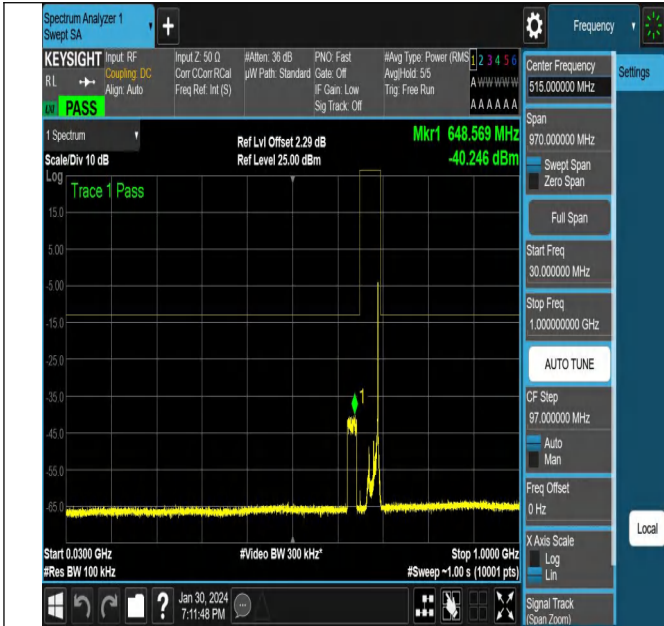 Spectrum Analyzer 1
Swept SA
Frequency
KEYSIGHT
RL
LXI
PASS
Input: RF
Coupling: DC
Align: Auto
Input Z: 50 Ω
Corr CCorr RCal
Freq Ref: Int (S)
#Atten: 36 dB
µW Path: Standard
PNO: Fast
Gate: Off
IF Gain: Low
Sig Track: Off
#Avg Type: Power (RMS
Avg|Hold: 5/5
Trig: Free Run
1 2 3 4 5 6
A W W W W W
A A A A A A
1 Spectrum
Scale/Div 10 dB
Ref Lvl Offset 2.29 dB
Ref Level 25.00 dBm
Mkr1 648.569 MHz
-40.246 dBm
Log
Trace 1 Pass
15.0
5.00
-5.00
-15.0
-25.0
-35.0
-45.0
-55.0
-65.0
1
Start 0.0300 GHz
#Res BW 100 kHz
#Video BW 300 kHz*
Stop 1.0000 GHz
#Sweep ~1.00 s (10001 pts)
Jan 30, 2024
7:11:48 PM
Center Frequency
515.000000 MHz
Span
970.000000 MHz
Swept Span
Zero Span
Full Span
Start Freq
30.000000 MHz
Stop Freq
1.000000000 GHz
AUTO TUNE
CF Step
97.000000 MHz
Auto
Man
Freq Offset
0 Hz
X Axis Scale
Log
Lin
Signal Track
(Span Zoom)
Settings
Local